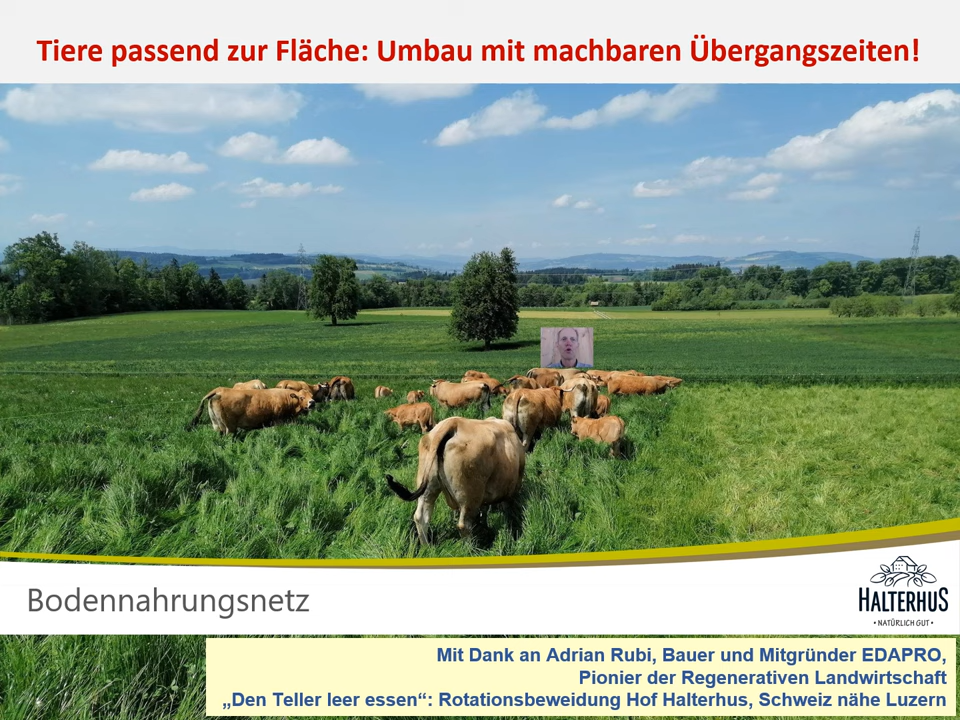 Tiere passend zur Fläche: Umbau mit machbaren Übergangszeiten!
Bodennahrungsnetz
HALTERHUS
• NATÜRLICH GUT •
Mit Dank an Adrian Rubi, Bauer und Mitgründer EDAPRO,
Pionier der Regenerativen Landwirtschaft
„Den Teller leer essen“: Rotationsbeweidung Hof Halterhus, Schweiz nähe Luzern